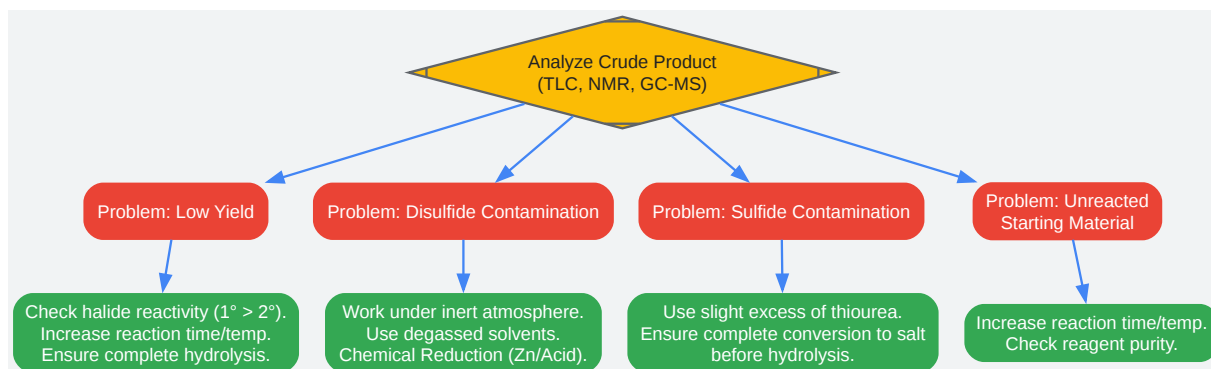 Analyze Crude Product
(TLC, NMR, GC-MS)
Problem: Low Yield
Problem: Disulfide Contamination
Problem: Sulfide Contamination
Problem: Unreacted
Starting Material
Check halide reactivity (1° > 2°).
Increase reaction time/temp.
Ensure complete hydrolysis.
Work under inert atmosphere.
Use degassed solvents.
Chemical Reduction (Zn/Acid).
Use slight excess of thiourea.
Ensure complete conversion to salt
before hydrolysis.
Increase reaction time/temp.
Check reagent purity.